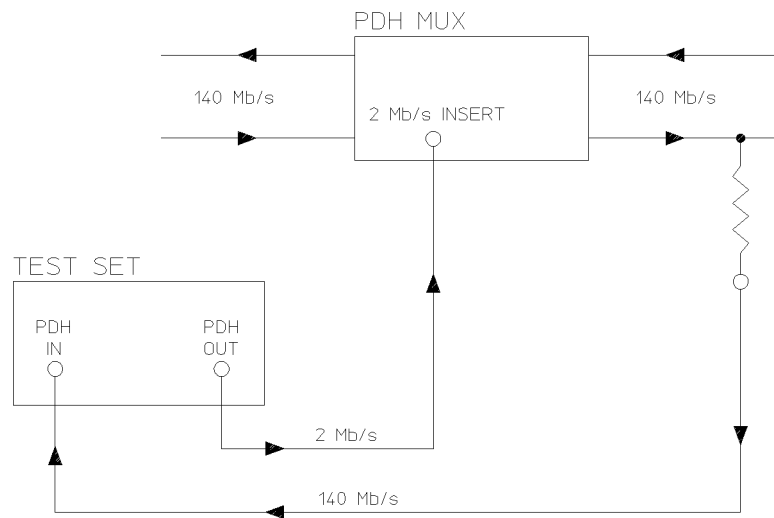 PDH MUX
140 Mb/s
140 Mb/s
2 Mb/s INSERT
TEST SET
PDH
IN
PDH
OUT
2 Mb/s
140 Mb/s